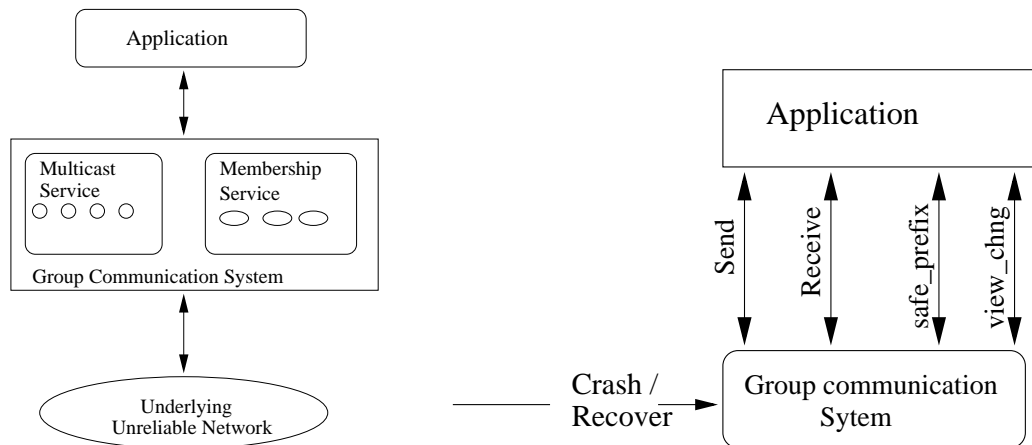 Application
Multicast
Service
Membership
Service
Group Communication System
Underlying
Unreliable Network
Application
Send
Receive
safe_prefix
view_chng
Crash /
Recover
Group communication
Sytem